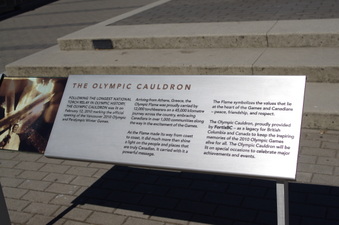 THE OLYMPIC CAULDRON
FOLLOWING THE LONGEST NATIONAL
TORCH RELAY IN OLYMPIC HISTORY,
THE OLYMPIC CAULDRON was lit on
February 12, 2010 marking the official
opening of the Vancouver 2010 Olympic
and Paralympic Winter Games.
Arriving from Athens, Greece, the
Olympic Flame was proudly carried by
12,000 torchbearers on a 45,000 kilometre
journey across the country, embracing
Canadians in over 1,000 communities along
the way in the excitement of the Games.
As the Flame made its way from coast
to coast, it did much more than shine
a light on the people and places that
are truly Canadian. It carried with it a
powerful message.
The Flame symbolizes the values that lie
at the heart of the Games and Canadians
– peace, friendship, and respect.
The Olympic Cauldron, proudly provided
by FortisBC – as a legacy for British
Columbia and Canada to keep the inspiring
memories of the 2010 Olympic Games
alive for all. The Olympic Cauldron will be
lit on special occasions to celebrate major
achievements and events.